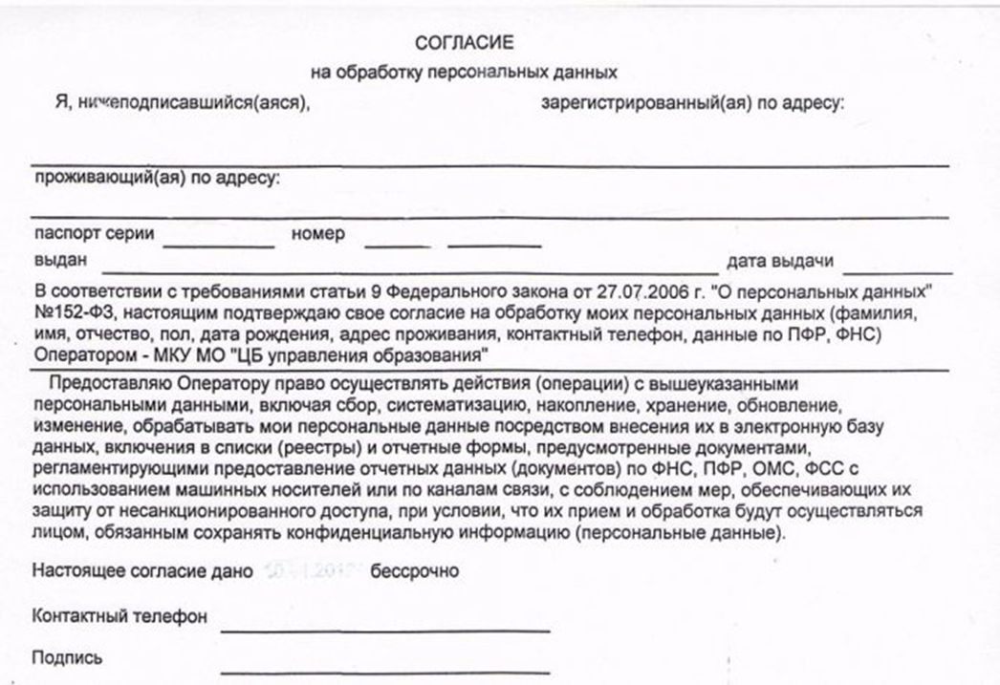 СОГЛАСИЕ
на обработку персональных данных
Я, нижеподписавшийся(аяся), зарегистрированный(ая) по адресу:
проживающий(ая) по адресу:
паспорт серии номер
выдан дата выдачи
В соответствии с требованиями статьи 9 Федерального закона от 27.07.2006 г. "О персональных данных"
№152-ФЗ, настоящим подтверждаю свое согласие на обработку моих персональных данных (фамилия,
имя, отчество, пол, дата рождения, адрес проживания, контактный телефон, данные по ПФР, ФНС)
Оператором - МКУ МО "ЦБ управления образования"
Предоставляю Оператору право осуществлять действия (операции) с вышеуказанными
персональными данными, включая сбор, систематизацию, накопление, хранение, обновление,
изменение, обрабатывать мои персональные данные посредством внесения их в электронную базу
данных, включения в списки (реестры) и отчетные формы, предусмотренные документами,
регламентирующими предоставление отчетных данных (документов) по ФНС, ПФР, ОМС, ФСС с
использованием машинных носителей или по каналам связи, с соблюдением мер, обеспечивающих их
защиту от несанкционированного доступа, при условии, что их прием и обработка будут осуществляться
лицом, обязанным сохранять конфиденциальную информацию (персональные данные).
Настоящее согласие дано бессрочно
Контактный телефон
Подпись